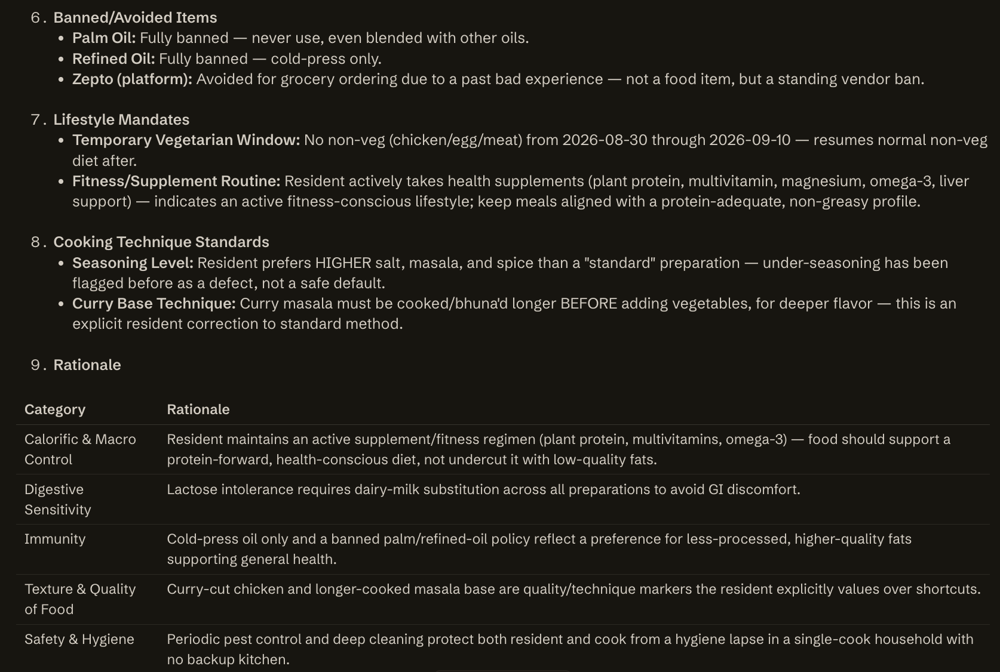 6. Banned/Avoided Items
• Palm Oil: Fully banned — never use, even blended with other oils.
• Refined Oil: Fully banned — cold-press only.
• Zepto (platform): Avoided for grocery ordering due to a past bad experience — not a food item, but a standing vendor ban.
7. Lifestyle Mandates
• Temporary Vegetarian Window: No non-veg (chicken/egg/meat) from 2026-08-30 through 2026-09-10 — resumes normal non-veg
diet after.
• Fitness/Supplement Routine: Resident actively takes health supplements (plant protein, multivitamin, magnesium, omega-3, liver
support) — indicates an active fitness-conscious lifestyle; keep meals aligned with a protein-adequate, non-greasy profile.
8. Cooking Technique Standards
• Seasoning Level: Resident prefers HIGHER salt, masala, and spice than a "standard" preparation — under-seasoning has been
flagged before as a defect, not a safe default.
• Curry Base Technique: Curry masala must be cooked/bhuna'd longer BEFORE adding vegetables, for deeper flavor — this is an
explicit resident correction to standard method.
9. Rationale
Category Rationale
Calorific & Macro Resident maintains an active supplement/fitness regimen (plant protein, multivitamins, omega-3) — food should support a
Control protein-forward, health-conscious diet, not undercut it with low-quality fats.
Digestive Lactose intolerance requires dairy-milk substitution across all preparations to avoid GI discomfort.
Sensitivity
Immunity Cold-press oil only and a banned palm/refined-oil policy reflect a preference for less-processed, higher-quality fats
supporting general health.
Texture & Quality Curry-cut chicken and longer-cooked masala base are quality/technique markers the resident explicitly values over shortcuts.
of Food
Safety & Hygiene Periodic pest control and deep cleaning protect both resident and cook from a hygiene lapse in a single-cook household with
no backup kitchen.